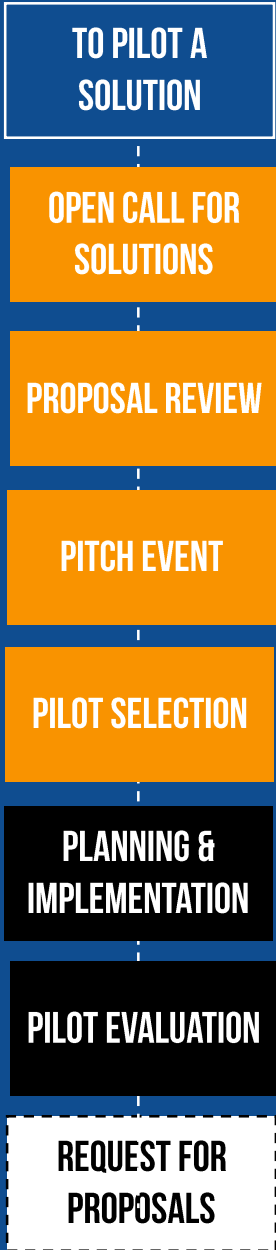 TO PILOT A
SOLUTION
OPEN CALL FOR
SOLUTIONS
PROPOSAL REVIEW
PITCH EVENT
PILOT SELECTION
PLANNING &
IMPLEMENTATION
PILOT EVALUATION
REQUEST FOR
PROPOSALS